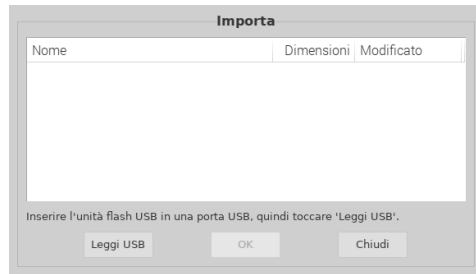 Importa
Nome Dimensioni Modificato
Inserire l'unità flash USB in una porta USB, quindi toccare 'Leggi USB'.
Leggi USB OK Chiudi